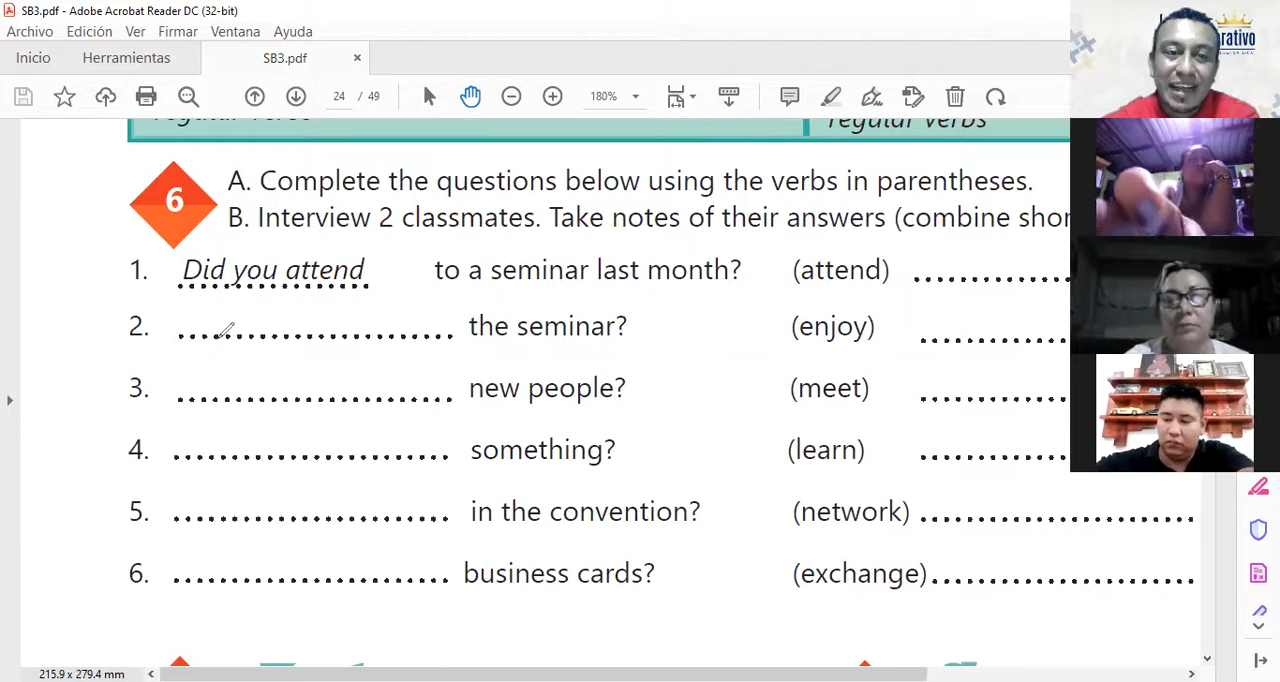 SB3.pdf - Adobe Acrobat Reader DC (32-bit)
Archivo Edición Ver Firmar Ventana Ayuda
Inicio Herramientas SB3.pdf ×
24 / 49 180%
rativo
regular verbs regular verbs
6 A. Complete the questions below using the verbs in parentheses.
B. Interview 2 classmates. Take notes of their answers (combine shor
1. Did you attend to a seminar last month? (attend)
2. the seminar? (enjoy)
3. new people? (meet)
4. something? (learn)
5. in the convention? (network)
6. business cards? (exchange)
215.9 x 279.4 mm